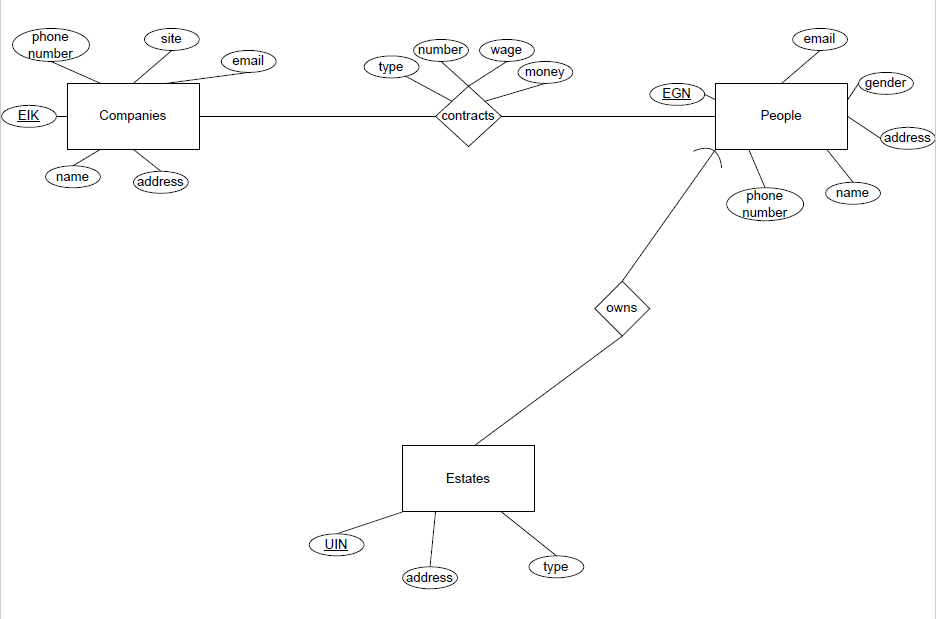 phone
number
site
email
EIK
Companies
name
address
type
number
wage
money
contracts
email
gender
EGN
People
address
phone
number
name
owns
Estates
UIN
address
type